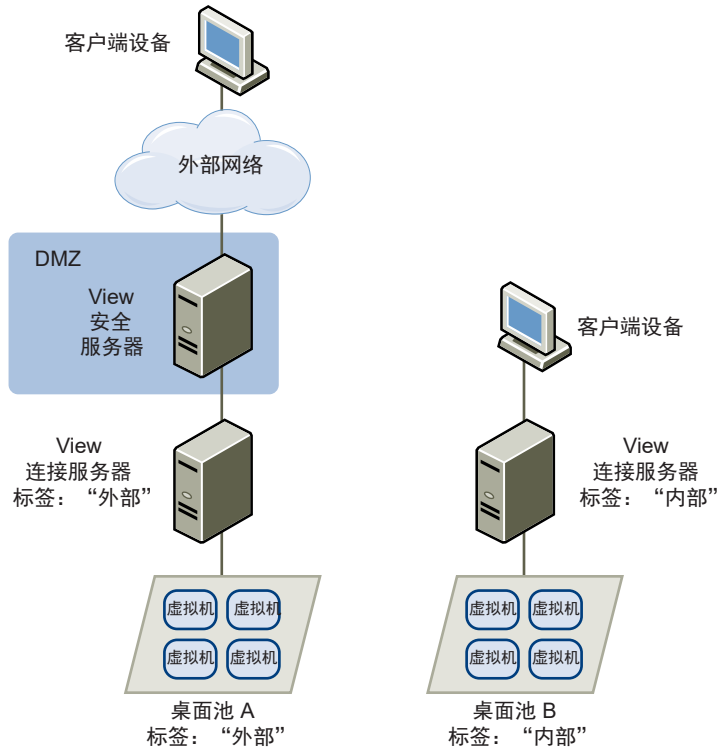 客户端设备
外部网络
DMZ
View
安全
服务器
客户端设备
View
连接服务器
标签：“外部”
View
连接服务器
标签：“内部”
虚拟机 虚拟机
虚拟机 虚拟机
虚拟机 虚拟机
虚拟机 虚拟机
桌面池 A
标签：“外部”
桌面池 B
标签：“内部”